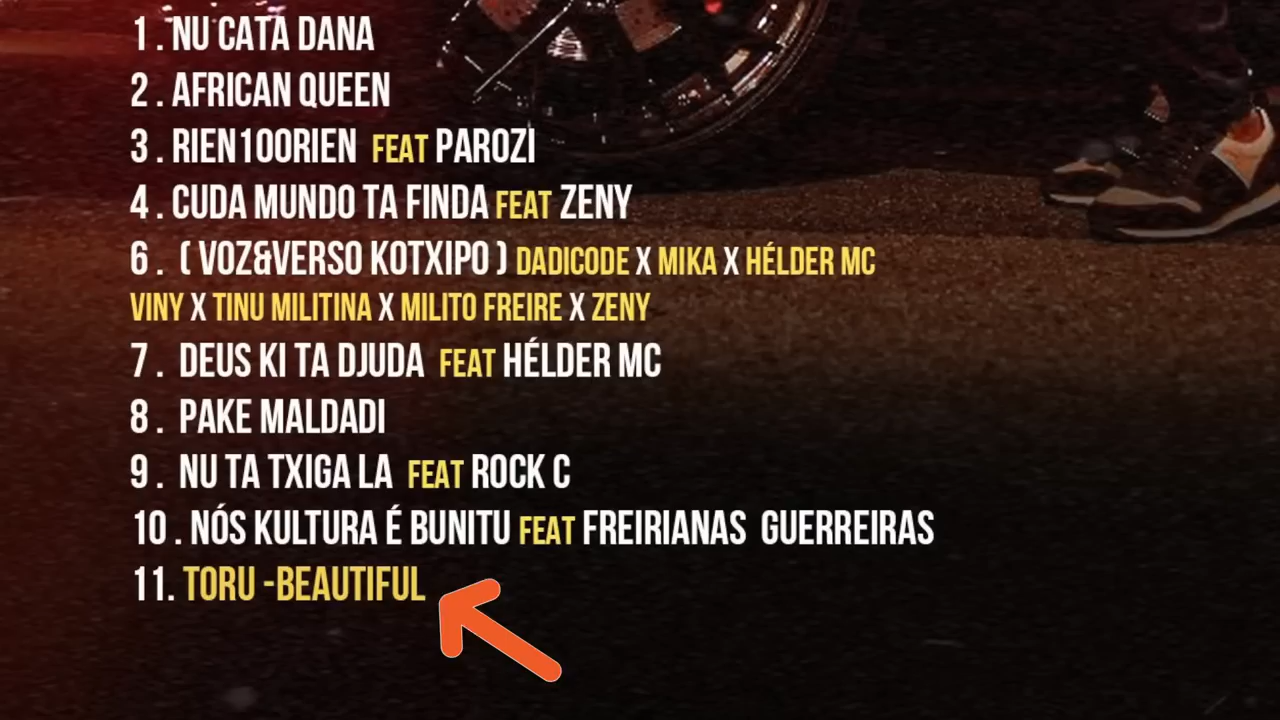 1 . NU CATA DANA
2 . AFRICAN QUEEN
3 . RIEN100RIEN FEAT PAROZI
4 . CUDA MUNDO TA FINDA FEAT ZENY
6 . ( VOZ&VERSO KOTXIPO ) DADICODE X MIKA X HÉLDER MC
VINY X TINU MILITINA X MILITO FREIRE X ZENY
7 . DEUS KI TA DJUDA FEAT HÉLDER MC
8 . PAKE MALDADI
9 . NU TA TXIGA LA FEAT ROCK C
10 . NÓS KULTURA É BUNITU FEAT FREIRIANAS GUERREIRAS
11. TORU -BEAUTIFUL